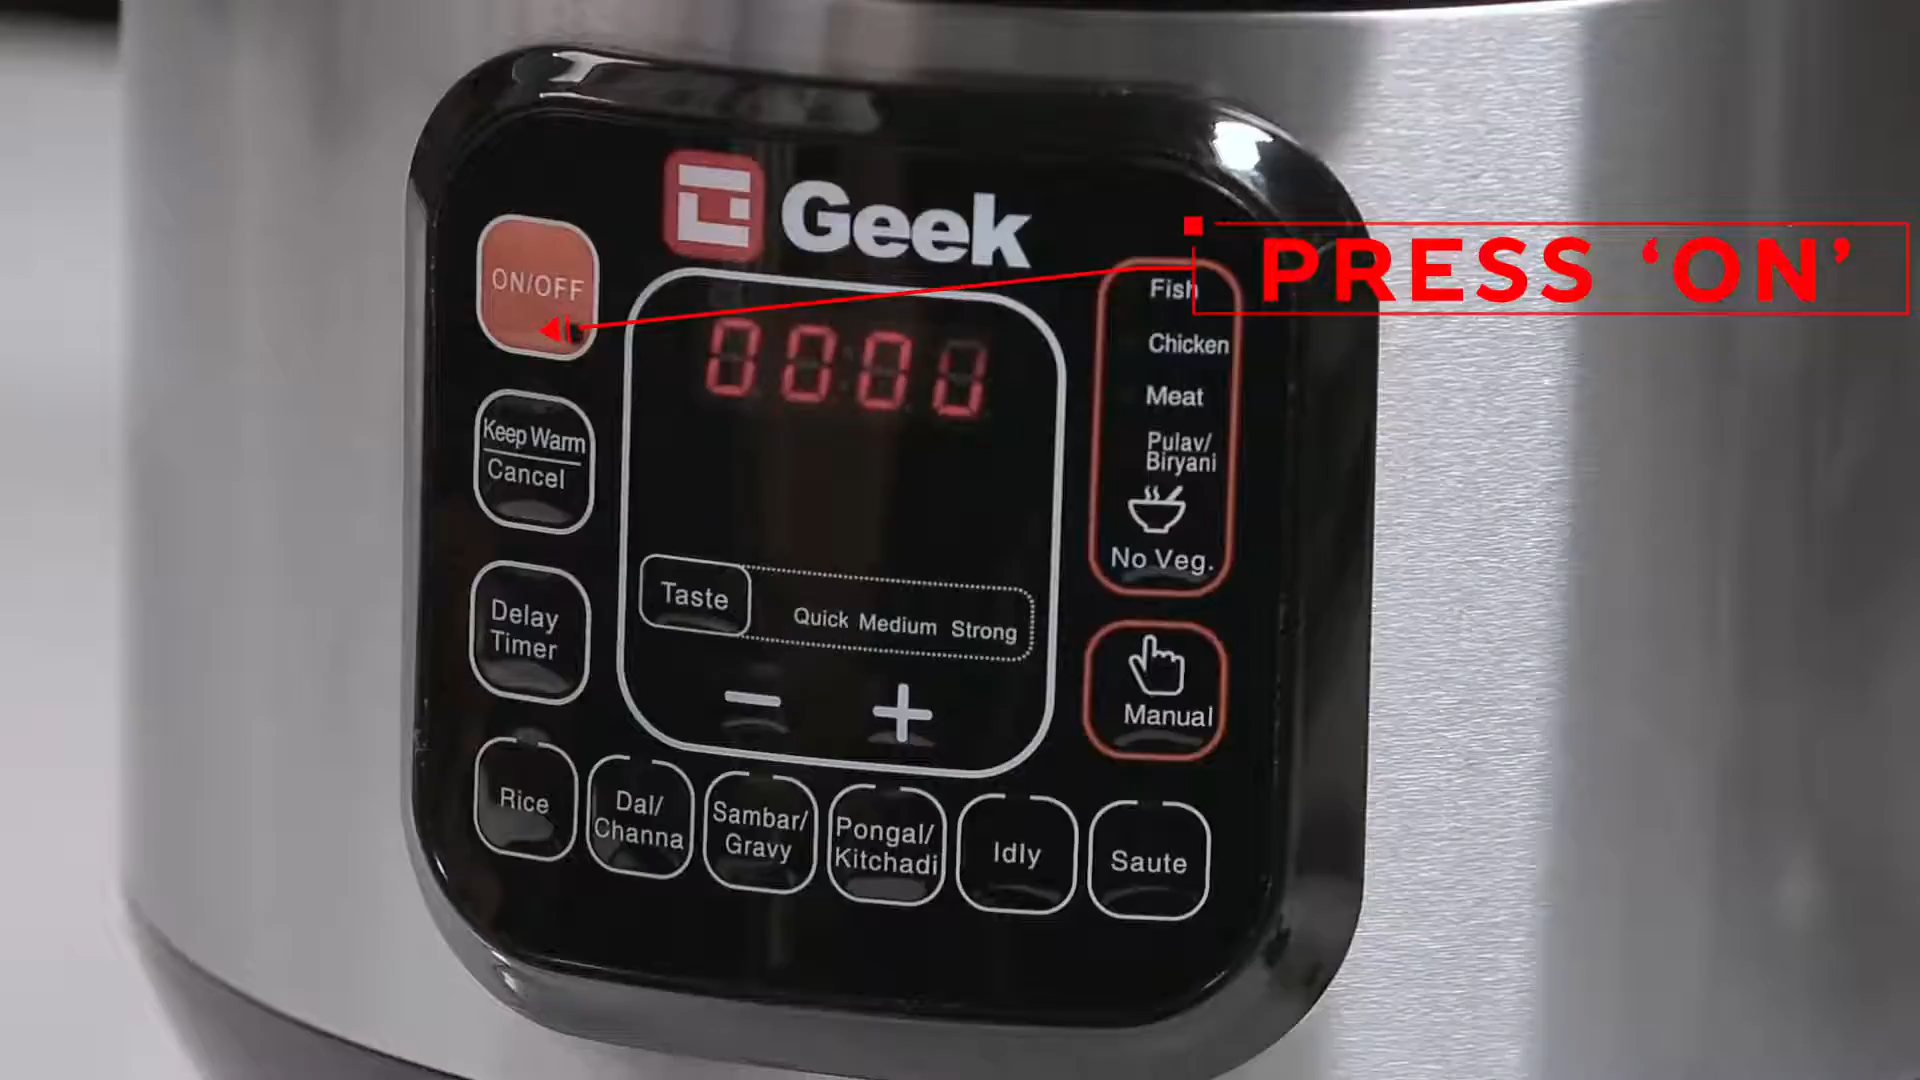 Geek
ON/OFF
PRESS ‘ON’
0000
Keep Warm
Cancel
Delay
Timer
Fish
Chicken
Meat
Pulav/
Biryani
No Veg.
Taste
Quick Medium Strong
- +
Manual
Rice
Dal/
Channa
Sambar/
Gravy
Pongal/
Kitchadi
Idly
Saute